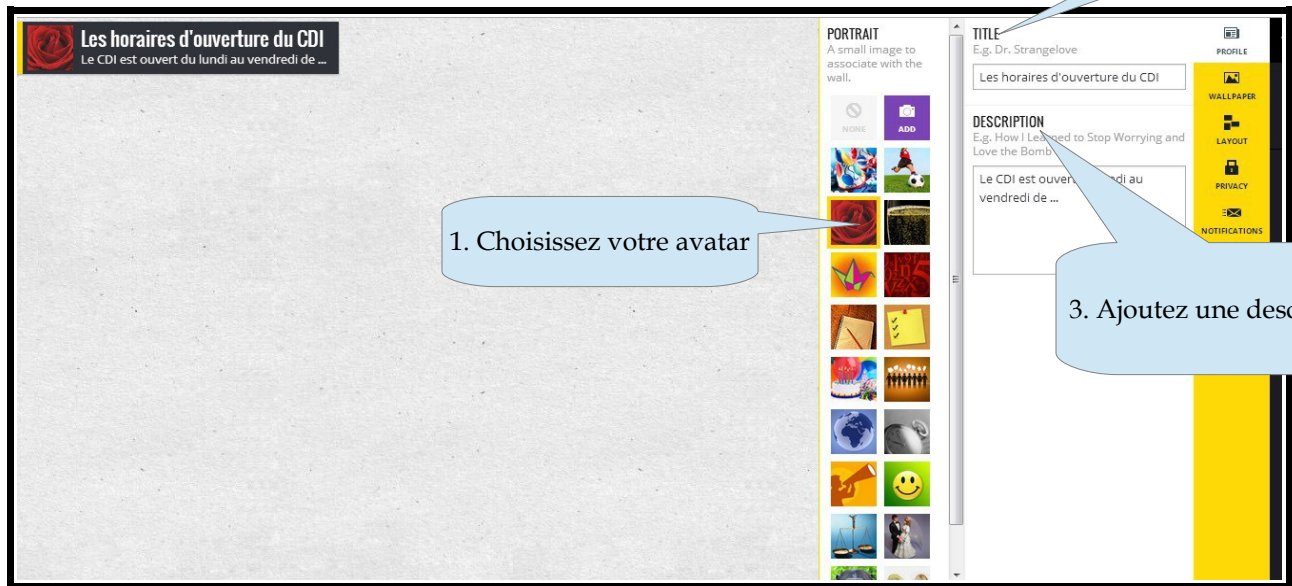 Les horaires d'ouverture du CDI
Le CDI est ouvert du lundi au vendredi de ...
PORTRAIT
A small image to
associate with the
wall.
NONE
ADD
1. Choisissez votre avatar
TITLE
E.g. Dr. Strangelove
Les horaires d'ouverture du CDI
DESCRIPTION
E.g. How I Learned to Stop Worrying and
Love the Bomb
Le CDI est ouvert di au
vendredi de ...
3. Ajoutez une desc
PROFILE
WALLPAPER
LAYOUT
PRIVACY
NOTIFICATIONS